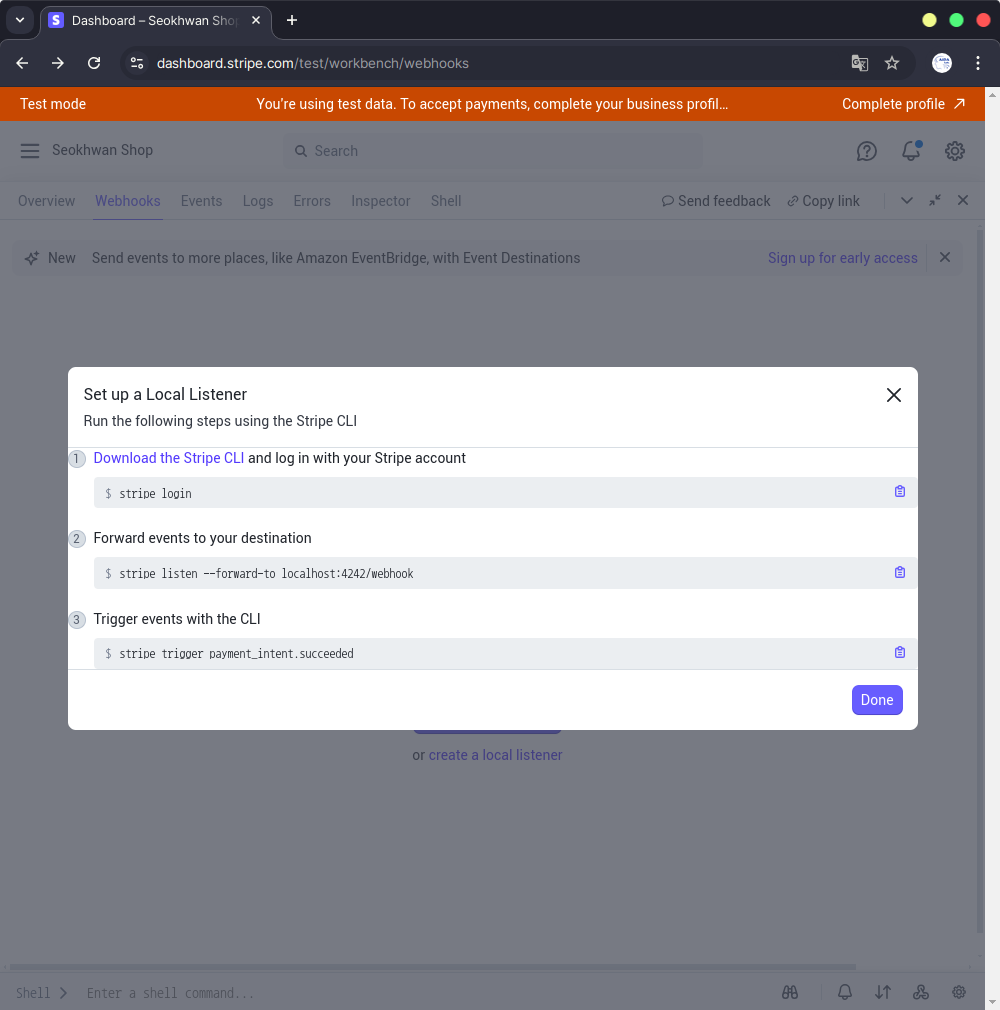 Dashboard – Seokhwan Shop
dashboard.stripe.com/test/workbench/webhooks
Test mode
You're using test data. To accept payments, complete your business profil...
Complete profile
Seokhwan Shop
Search
Overview Webhooks Events Logs Errors Inspector Shell
Send feedback Copy link
New Send events to more places, like Amazon EventBridge, with Event Destinations Sign up for early access
Set up a Local Listener
Run the following steps using the Stripe CLI
1 Download the Stripe CLI and log in with your Stripe account
$ stripe login
2 Forward events to your destination
$ stripe listen --forward-to localhost:4242/webhook
3 Trigger events with the CLI
$ stripe trigger payment_intent.succeeded
Done
or create a local listener
Shell Enter a shell command...